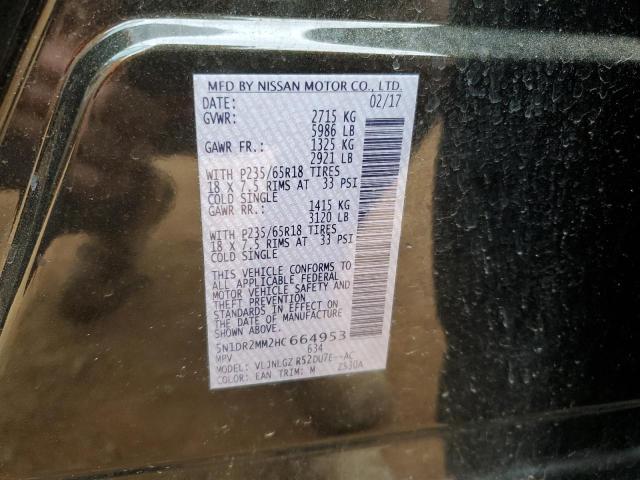 MFD BY NISSAN MOTOR CO., LTD.
DATE: 02/17
GVWR: 2715 KG
5986 LB
GAWR FR.: 1325 KG
2921 LB
WITH P235/65R18 TIRES
18 X 7.5 RIMS AT 33 PSI
COLD SINGLE
GAWR RR.: 1415 KG
3120 LB
WITH P235/65R18 TIRES
18 X 7.5 RIMS AT 33 PSI
COLD SINGLE
THIS VEHICLE CONFORMS TO
ALL APPLICABLE FEDERAL
MOTOR VEHICLE SAFETY AND
THEFT PREVENTION
STANDARDS IN EFFECT ON
THE DATE OF MANUFACTURE
SHOWN ABOVE.
5N1DR2MM2HC664953
MPV 634
MODEL: VLJNLGZ R52DU7E--AC
COLOR: EAN TRIM: M Z530A